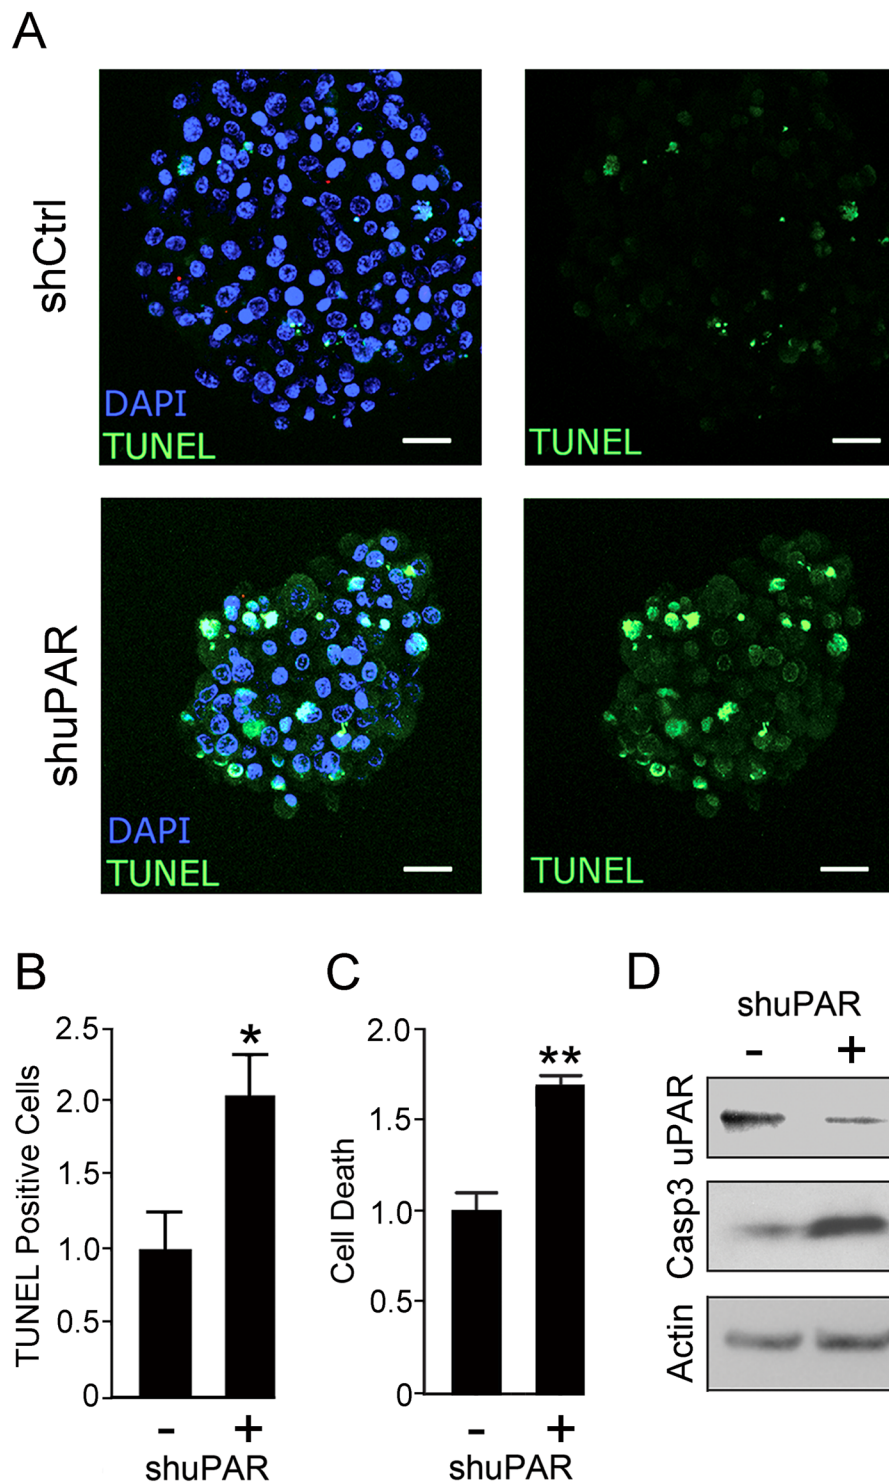 A
shCtrl
DAPI
TUNEL
TUNEL
shuPAR
DAPI
TUNEL
TUNEL
B
TUNEL Positive Cells
2.5
2.0
1.5
1.0
0.5
0
*
- +
shuPAR
C
Cell Death
2.0
1.5
1.0
0.5
0
**
- +
shuPAR
D
shuPAR
- +
uPAR
Casp3
Actin